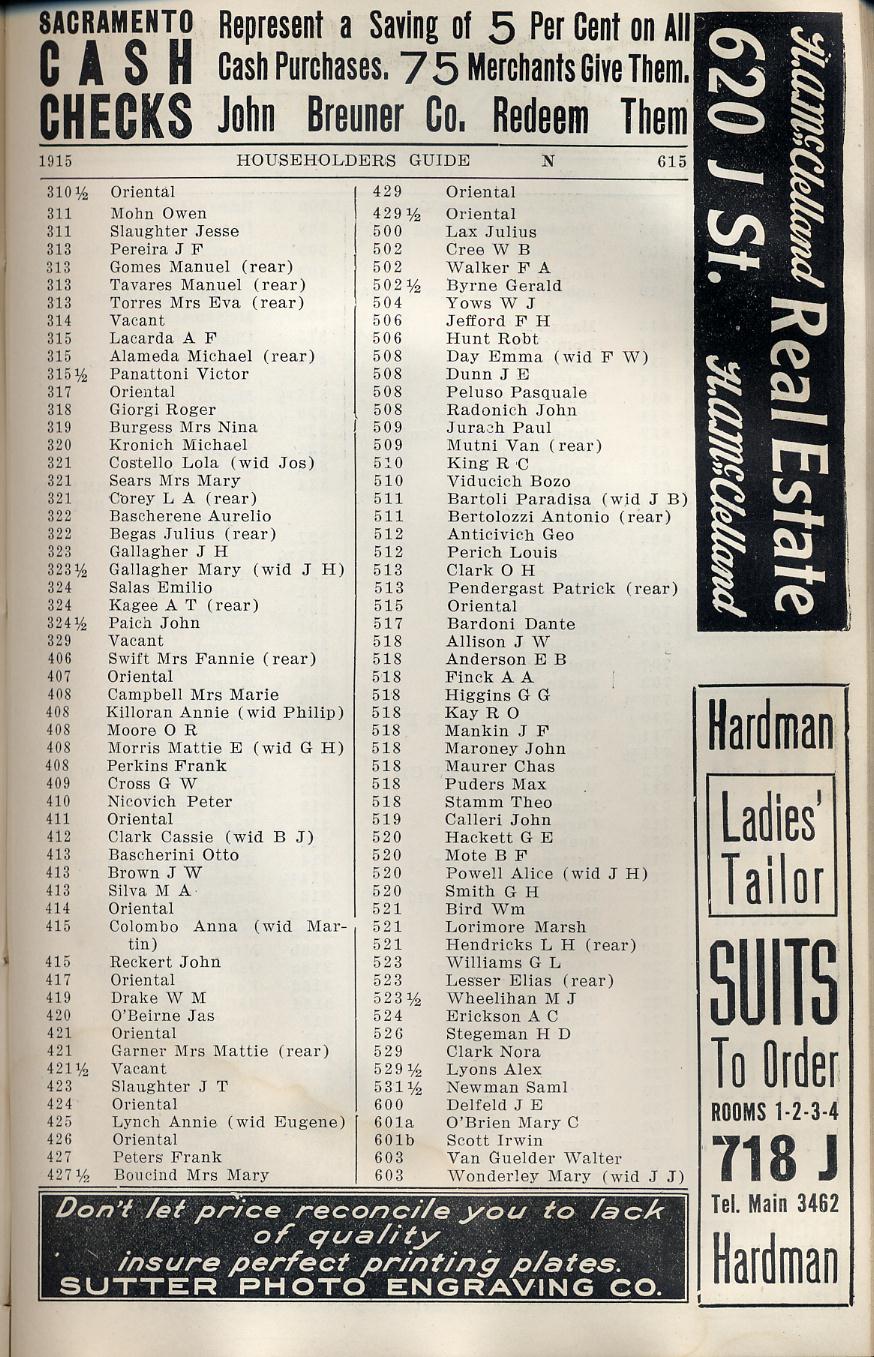 SACRAMENTO
CASH
CHECKS
Represent a Saving of 5 Per Cent on All
Cash Purchases. 75 Merchants Give Them.
John Breuner Co. Redeem Them
1915 HOUSEHOLDERS GUIDE N 615
310½ Oriental
311 Mohn Owen
311 Slaughter Jesse
313 Pereira J F
313 Gomes Manuel (rear)
313 Tavares Manuel (rear)
313 Torres Mrs Eva (rear)
314 Vacant
315 Lacarda A F
315 Alameda Michael (rear)
315½ Panattoni Victor
317 Oriental
318 Giorgi Roger
319 Burgess Mrs Nina
320 Kronich Michael
321 Costello Lola (wid Jos)
321 Sears Mrs Mary
321 Corey L A (rear)
322 Bascherene Aurelio
322 Begas Julius (rear)
323 Gallagher J H
323½ Gallagher Mary (wid J H)
324 Salas Emilio
324 Kagee A T (rear)
324½ Paich John
329 Vacant
406 Swift Mrs Fannie (rear)
407 Oriental
408 Campbell Mrs Marie
408 Killoran Annie (wid Philip)
408 Moore O R
408 Morris Mattie E (wid G H)
408 Perkins Frank
409 Cross G W
410 Nicovich Peter
411 Oriental
412 Clark Cassie (wid B J)
413 Bascherini Otto
413 Brown J W
413 Silva M A
414 Oriental
415 Colombo Anna (wid Mar-
tin)
415 Reckert John
417 Oriental
419 Drake W M
420 O'Beirne Jas
421 Oriental
421 Garner Mrs Mattie (rear)
421½ Vacant
423 Slaughter J T
424 Oriental
425 Lynch Annie (wid Eugene)
426 Oriental
427 Peters Frank
427½ Boucind Mrs Mary
429 Oriental
429½ Oriental
500 Lax Julius
502 Cree W B
502 Walker F A
502½ Byrne Gerald
504 Yows W J
506 Jefford F H
506 Hunt Robt
508 Day Emma (wid F W)
508 Dunn J E
508 Peluso Pasquale
508 Radonich John
509 Jurach Paul
509 Mutni Van (rear)
510 King R C
510 Viducich Bozo
511 Bartoli Paradisa (wid J B)
511 Bertolozzi Antonio (rear)
512 Anticivich Geo
512 Perich Louis
513 Clark O H
513 Pendergast Patrick (rear)
515 Oriental
517 Bardoni Dante
518 Allison J W
518 Anderson E B
518 Finck A A
518 Higgins G G
518 Kay R O
518 Mankin J F
518 Maroney John
518 Maurer Chas
518 Puders Max
518 Stamm Theo
519 Calleri John
520 Hackett G E
520 Mote B F
520 Powell Alice (wid J H)
520 Smith G H
521 Bird Wm
521 Lorimore Marsh
521 Hendricks L H (rear)
523 Williams G L
523 Lesser Elias (rear)
523½ Wheelihan M J
524 Erickson A C
526 Stegeman H D
529 Clark Nora
529½ Lyons Alex
531½ Newman Saml
600 Delfeld J E
601a O'Brien Mary C
601b Scott Irwin
603 Van Guelder Walter
603 Wonderley Mary (wid J J)
H.A. McClelland Real Estate
620 J St. H.A. McClelland
Hardman
Ladies'
Tailor
SUITS
To Order
ROOMS 1-2-3-4
718 J
Tel. Main 3462
Hardman
Don't let price reconcile you to lack
of quality
insure perfect printing plates.
SUTTER PHOTO ENGRAVING CO.